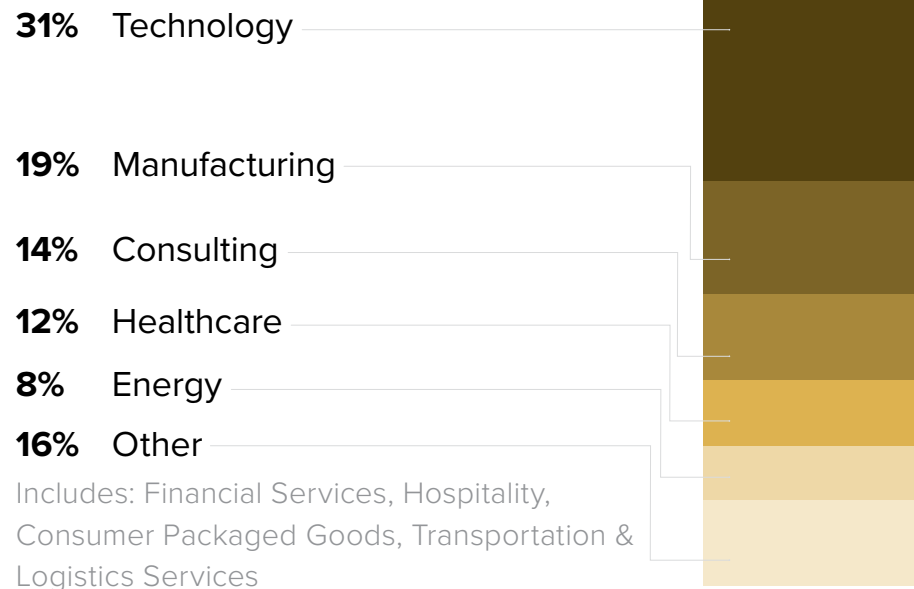 31% Technology
19% Manufacturing
14% Consulting
12% Healthcare
8% Energy
16% Other
Includes: Financial Services, Hospitality,
Consumer Packaged Goods, Transportation &
Logistics Services